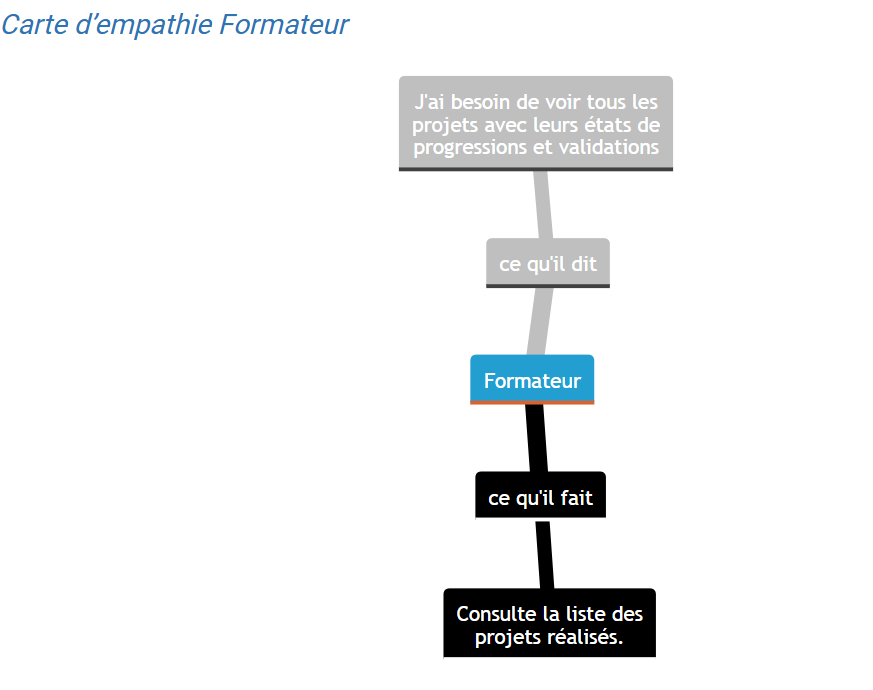 Carte d’empathie Formateur
J'ai besoin de voir tous les
projets avec leurs états de
progressions et validations
ce qu'il dit
Formateur
ce qu'il fait
Consulte la liste des
projets réalisés.